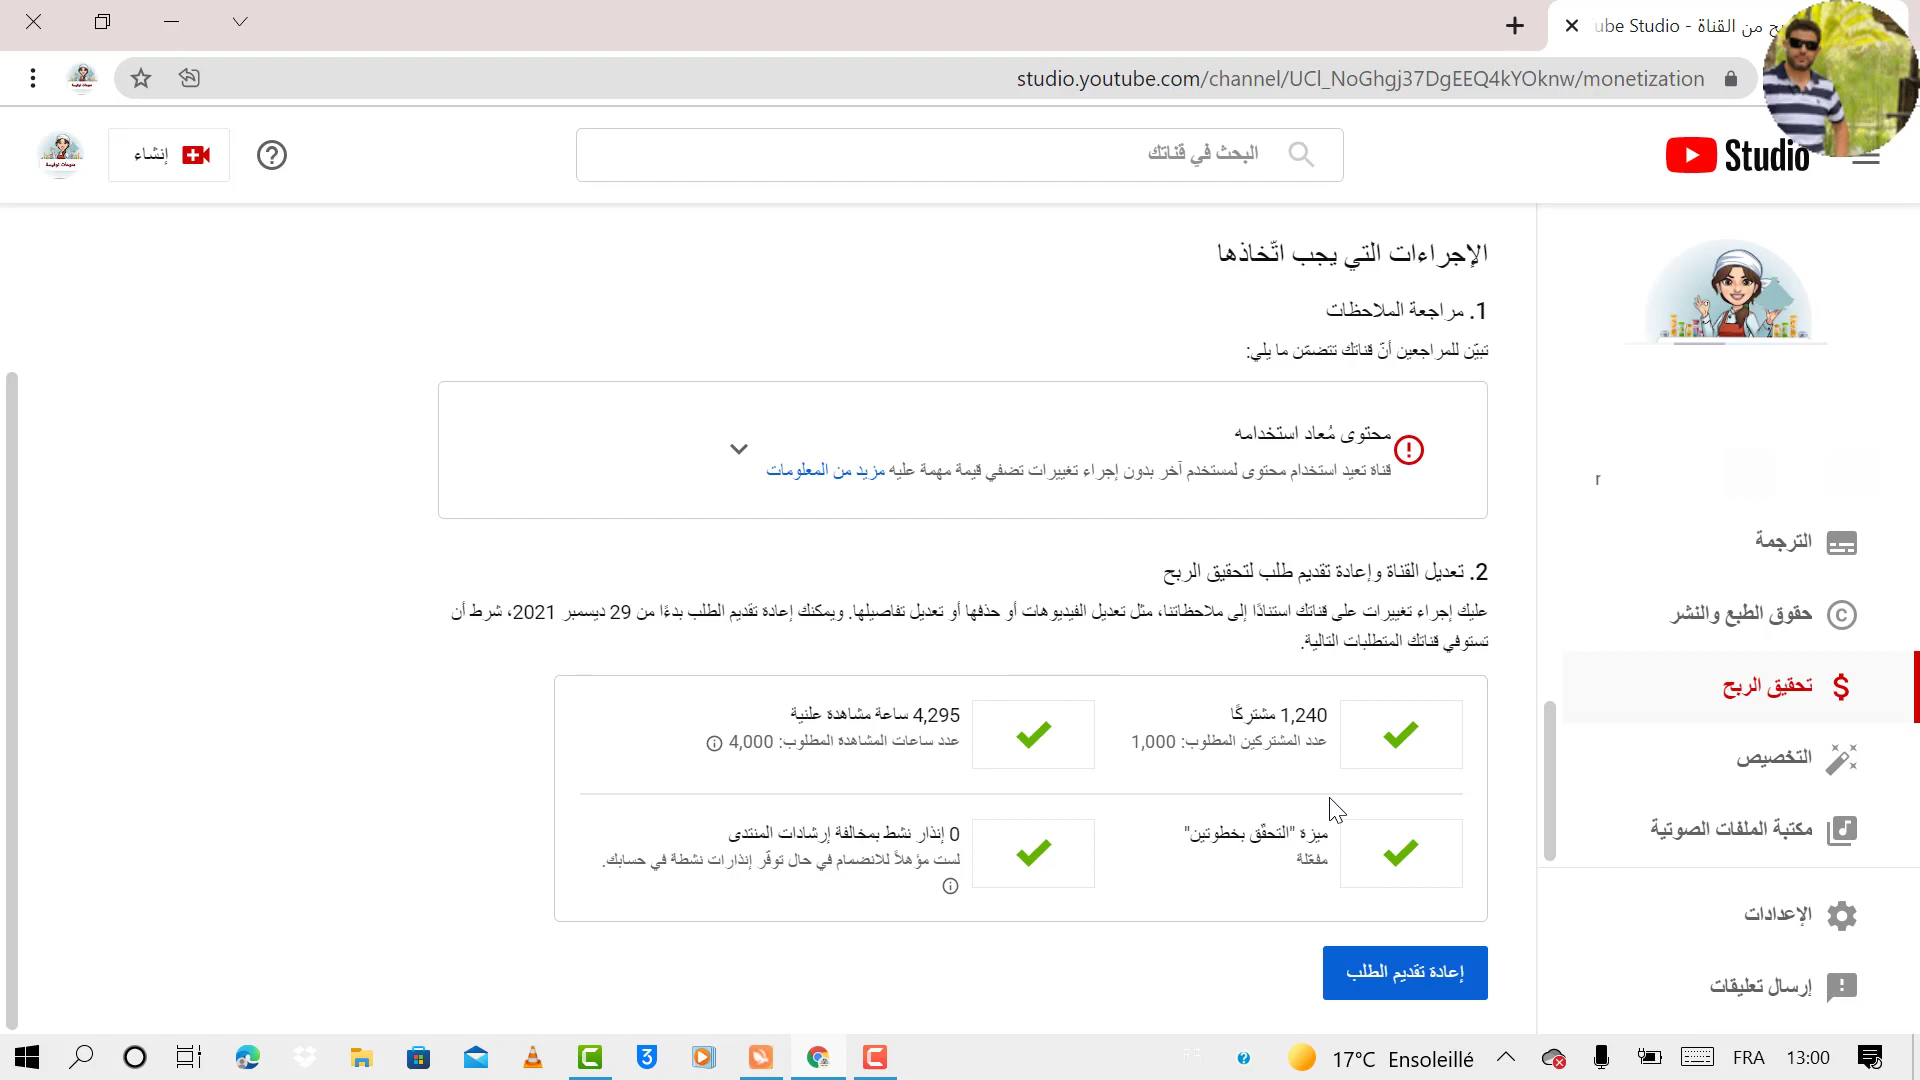 ube Studio - بح من القناة
studio.youtube.com/channel/UCl_NoGhgj37DgEEQ4kYOknw/monetization
Studio
البحث في قناتك
إنشاء
الإجراءات التي يجب اتّخاذها
1. مراجعة الملاحظات
تبيّن للمراجعين أنّ قناتك تتضمّن ما يلي:
محتوى مُعاد استخدامه
قناة تعيد استخدام محتوى لمستخدم آخر بدون إجراء تغييرات تضفي قيمة مهمة عليه مزيد من المعلومات
2. تعديل القناة وإعادة تقديم طلب لتحقيق الربح
عليك إجراء تغييرات على قناتك استنادًا إلى ملاحظاتنا، مثل تعديل الفيديوهات أو حذفها أو تعديل تفاصيلها. ويمكنك إعادة تقديم الطلب بدءًا من 29 ديسمبر 2021، شرط أن
تستوفي قناتك المتطلبات التالية.
1,240 مشتركًا
عدد المشتركين المطلوب: 1,000
4,295 ساعة مشاهدة علنية
عدد ساعات المشاهدة المطلوب: 4,000
ميزة "التحقّق بخطوتين"
مفعّلة
0 إنذار نشط بمخالفة إرشادات المنتدى
لست مؤهلاً للانضمام في حال توفّر إنذارات نشطة في حسابك.
إعادة تقديم الطلب
r
الترجمة
حقوق الطبع والنشر
تحقيق الربح
التخصيص
مكتبة الملفات الصوتية
الإعدادات
إرسال تعليقات
17°C Ensoleillé
FRA
13:00